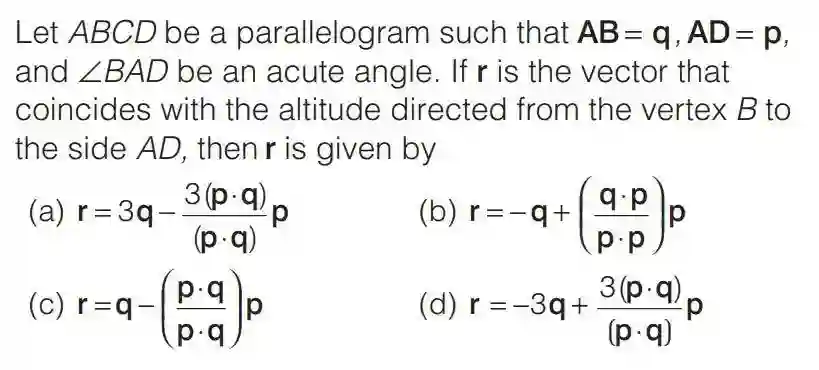 Let ABCD be a parallelogram such that AB = q, AD = p,
and ∠BAD be an acute angle. If r is the vector that
coincides with the altitude directed from the vertex B to
the side AD, then r is given by
(a) r = 3q − 3(p·q)/(p·q) p (b) r = −q + (q·p/p·p) p
(c) r = q − (p·q/p·q) p (d) r = −3q + 3(p·q)/(p·q) p